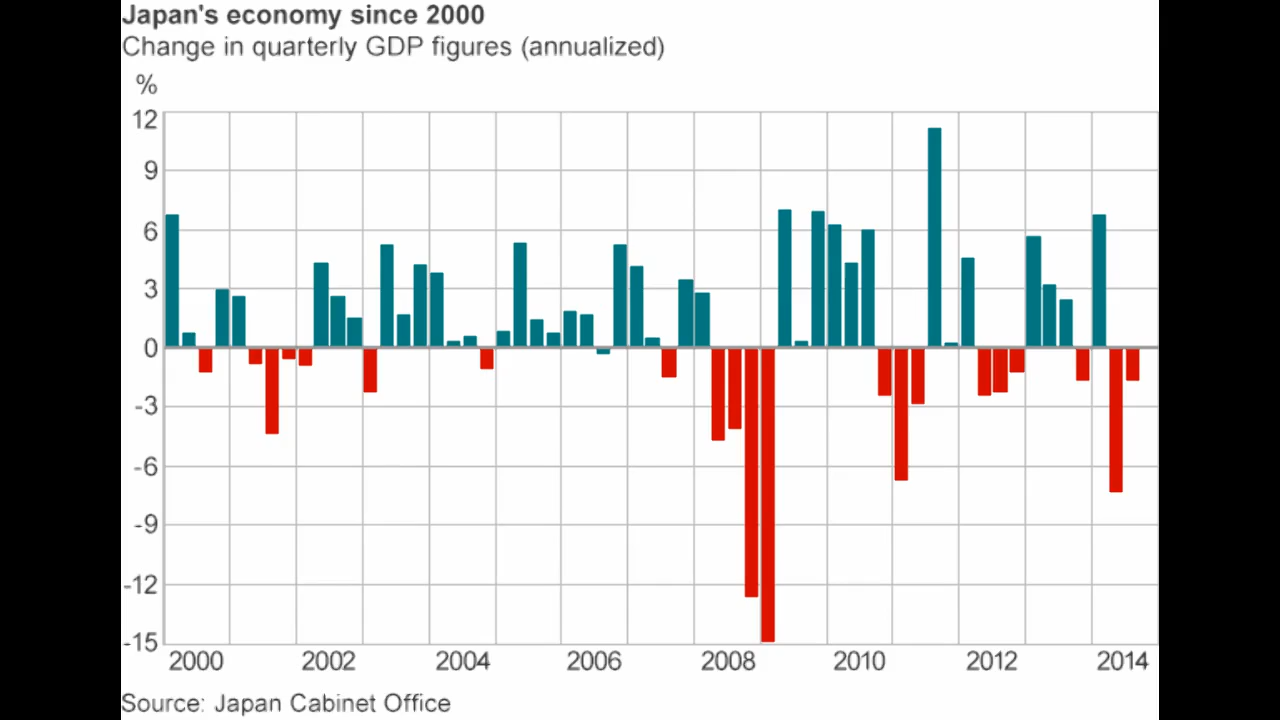 Japan's economy since 2000
Change in quarterly GDP figures (annualized)
%
12
9
6
3
0
-3
-6
-9
-12
-15
2000 2002 2004 2006 2008 2010 2012 2014
Source: Japan Cabinet Office